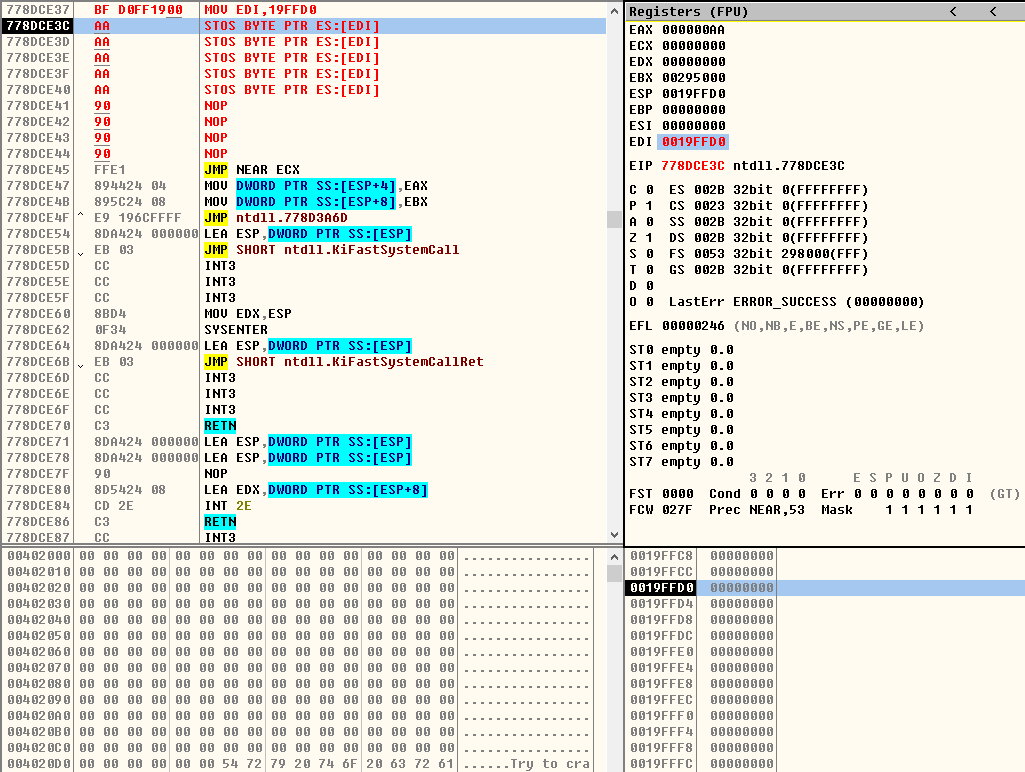 778DCE37 BF D0FF1900 MOV EDI,19FFD0
778DCE3C AA STOS BYTE PTR ES:[EDI]
778DCE3D AA STOS BYTE PTR ES:[EDI]
778DCE3E AA STOS BYTE PTR ES:[EDI]
778DCE3F AA STOS BYTE PTR ES:[EDI]
778DCE40 AA STOS BYTE PTR ES:[EDI]
778DCE41 90 NOP
778DCE42 90 NOP
778DCE43 90 NOP
778DCE44 90 NOP
778DCE45 FFE1 JMP NEAR ECX
778DCE47 894424 04 MOV DWORD PTR SS:[ESP+4],EAX
778DCE4B 895C24 08 MOV DWORD PTR SS:[ESP+8],EBX
778DCE4F ^ E9 196CFFFF JMP ntdll.778D3A6D
778DCE54 8DA424 000000 LEA ESP,DWORD PTR SS:[ESP]
778DCE5B EB 03 JMP SHORT ntdll.KiFastSystemCall
778DCE5D CC INT3
778DCE5E CC INT3
778DCE5F CC INT3
778DCE60 8BD4 MOV EDX,ESP
778DCE62 0F34 SYSENTER
778DCE64 8DA424 000000 LEA ESP,DWORD PTR SS:[ESP]
778DCE6B EB 03 JMP SHORT ntdll.KiFastSystemCallRet
778DCE6D CC INT3
778DCE6E CC INT3
778DCE6F CC INT3
778DCE70 C3 RETN
778DCE71 8DA424 000000 LEA ESP,DWORD PTR SS:[ESP]
778DCE78 8DA424 000000 LEA ESP,DWORD PTR SS:[ESP]
778DCE7F 90 NOP
778DCE80 8D5424 08 LEA EDX,DWORD PTR SS:[ESP+8]
778DCE84 CD 2E INT 2E
778DCE86 C3 RETN
778DCE87 CC INT3
Registers (FPU) < <
EAX 000000AA
ECX 00000000
EDX 00000000
EBX 00295000
ESP 0019FFD0
EBP 00000000
ESI 00000000
EDI 0019FFD0
EIP 778DCE3C ntdll.778DCE3C
C 0 ES 002B 32bit 0(FFFFFFFF)
P 1 CS 0023 32bit 0(FFFFFFFF)
A 0 SS 002B 32bit 0(FFFFFFFF)
Z 1 DS 002B 32bit 0(FFFFFFFF)
S 0 FS 0053 32bit 298000(FFF)
T 0 GS 002B 32bit 0(FFFFFFFF)
D 0
O 0 LastErr ERROR_SUCCESS (00000000)
EFL 00000246 (NO,NB,E,BE,NS,PE,GE,LE)
ST0 empty 0.0
ST1 empty 0.0
ST2 empty 0.0
ST3 empty 0.0
ST4 empty 0.0
ST5 empty 0.0
ST6 empty 0.0
ST7 empty 0.0
3 2 1 0 E S P U O Z D I
FST 0000 Cond 0 0 0 0 Err 0 0 0 0 0 0 0 0 (GT)
FCW 027F Prec NEAR,53 Mask 1 1 1 1 1 1
00402000 00 00 00 00 00 00 00 00 00 00 00 00 00 00 00 00 ................
00402010 00 00 00 00 00 00 00 00 00 00 00 00 00 00 00 00 ................
00402020 00 00 00 00 00 00 00 00 00 00 00 00 00 00 00 00 ................
00402030 00 00 00 00 00 00 00 00 00 00 00 00 00 00 00 00 ................
00402040 00 00 00 00 00 00 00 00 00 00 00 00 00 00 00 00 ................
00402050 00 00 00 00 00 00 00 00 00 00 00 00 00 00 00 00 ................
00402060 00 00 00 00 00 00 00 00 00 00 00 00 00 00 00 00 ................
00402070 00 00 00 00 00 00 00 00 00 00 00 00 00 00 00 00 ................
00402080 00 00 00 00 00 00 00 00 00 00 00 00 00 00 00 00 ................
00402090 00 00 00 00 00 00 00 00 00 00 00 00 00 00 00 00 ................
004020A0 00 00 00 00 00 00 00 00 00 00 00 00 00 00 00 00 ................
004020B0 00 00 00 00 00 00 00 00 00 00 00 00 00 00 00 00 ................
004020C0 00 00 00 00 00 00 00 00 00 00 00 00 00 00 00 00 ................
004020D0 00 00 00 00 00 00 54 72 79 20 74 6F 20 63 72 61 ......Try to cra
0019FFC8 00000000
0019FFCC 00000000
0019FFD0 00000000
0019FFD4 00000000
0019FFD8 00000000
0019FFDC 00000000
0019FFE0 00000000
0019FFE4 00000000
0019FFE8 00000000
0019FFEC 00000000
0019FFF0 00000000
0019FFF4 00000000
0019FFF8 00000000
0019FFFC 00000000